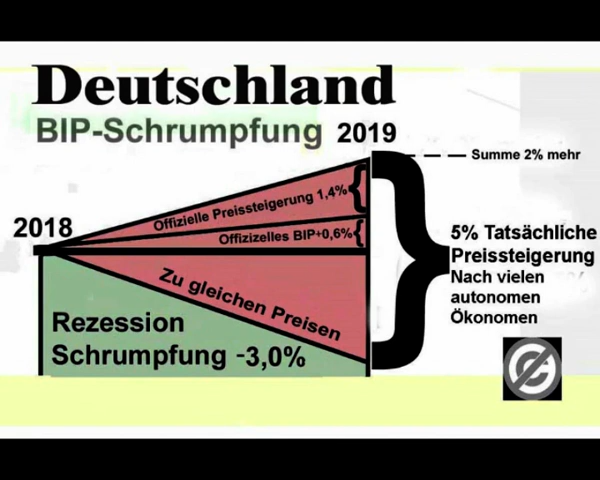 Deutschland
BIP-Schrumpfung 2019
Summe 2% mehr
2018
Offizielle Preissteigerung 1,4%
Offizizelles BIP+0,6%
5% Tatsächliche
Preissteigerung
Nach vielen
autonomen
Ökonomen
Zu gleichen Preisen
Rezession
Schrumpfung -3,0%